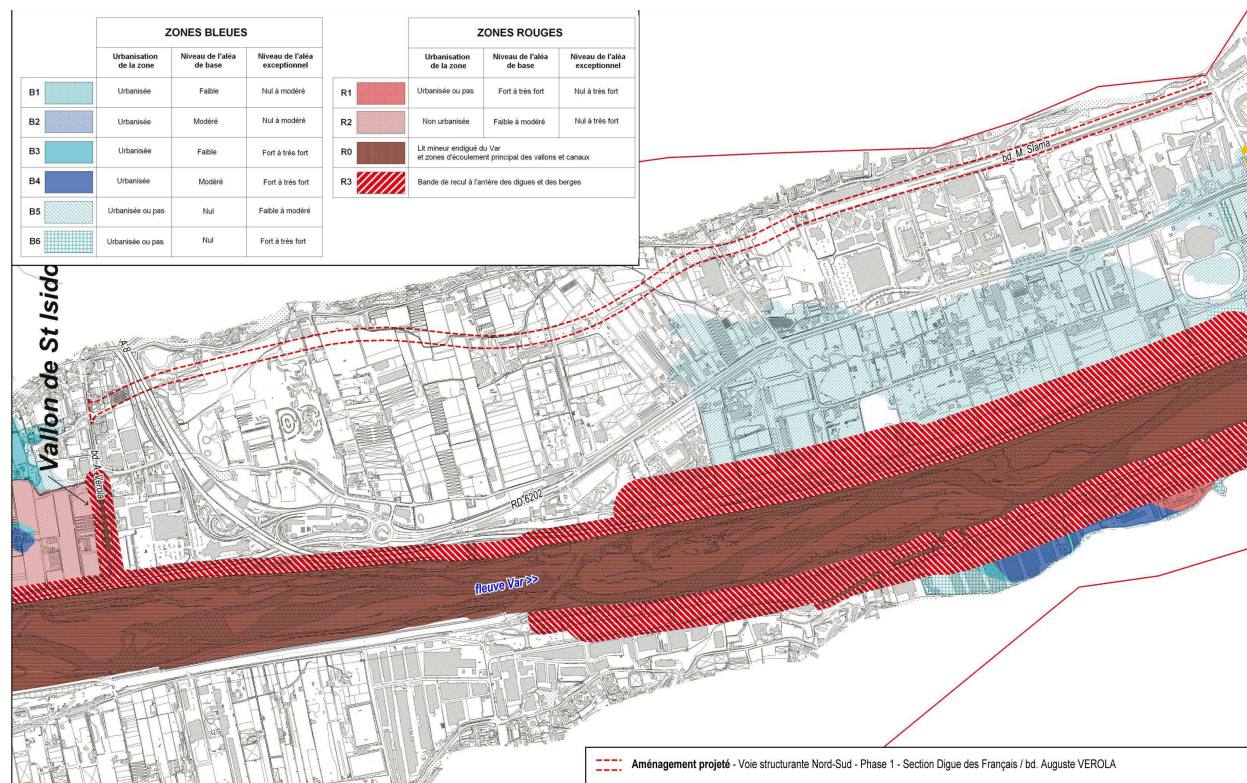 ZONES BLEUES
Urbanisation de la zone
Niveau de l'aléa de base
Niveau de l'aléa exceptionnel
B1 Urbanisée Faible Nul à modéré
B2 Urbanisée Modéré Nul à modéré
B3 Urbanisée Faible Fort à très fort
B4 Urbanisée Modéré Fort à très fort
B5 Urbanisée ou pas Nul Faible à modéré
B6 Urbanisée ou pas Nul Fort à très fort
ZONES ROUGES
Urbanisation de la zone
Niveau de l'aléa de base
Niveau de l'aléa exceptionnel
R1 Urbanisée ou pas Fort à très fort Nul à très fort
R2 Non urbanisée Faible à modéré Nul à très fort
R0 Lit mineur endigué du Var
et zones d'écoulement principal des vallons et canaux
R3 Bande de recul à l'arrière des digues et des berges
bd. M. Slama
Vallon de St Isido
A 8
bd. A. Verola
RD 6202
fleuve Var >>
Aménagement projeté - Voie structurante Nord-Sud - Phase 1 - Section Digue des Français / bd. Auguste VEROLA